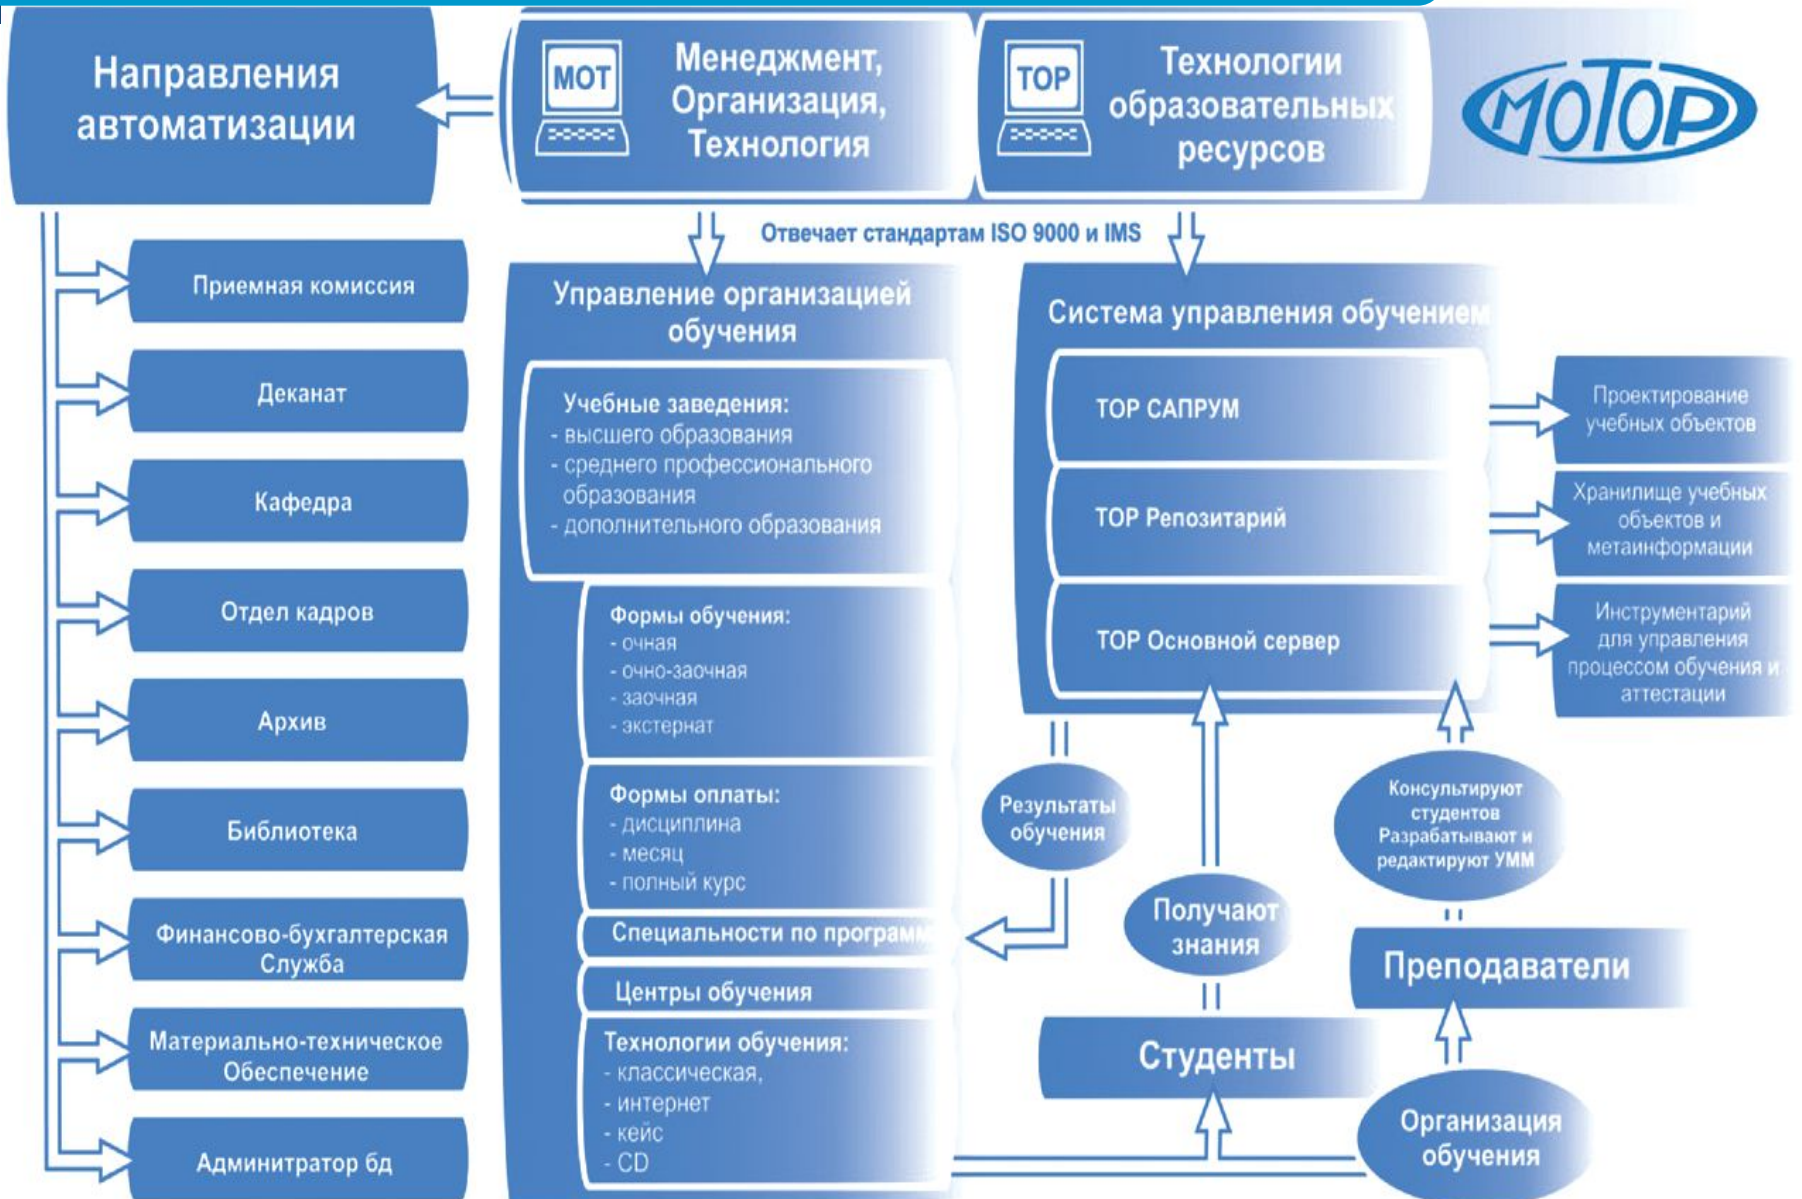 Направления
автоматизации
МОТ
Менеджмент,
Организация,
Технология
ТОР
Технологии
образовательных
ресурсов
МОТОР
Отвечает стандартам ISO 9000 и IMS
Приемная комиссия
Деканат
Кафедра
Отдел кадров
Архив
Библиотека
Финансово-бухгалтерская
Служба
Материально-техническое
Обеспечение
Админитратор бд
Управление организацией
обучения
Учебные заведения:
- высшего образования
- среднего профессионального
образования
- дополнительного образования
Формы обучения:
- очная
- очно-заочная
- заочная
- экстернат
Формы оплаты:
- дисциплина
- месяц
- полный курс
Специальности по программ
Центры обучения
Технологии обучения:
- классическая,
- интернет
- кейс
- CD
Система управления обучением
ТОР САПРУМ
ТОР Репозитарий
ТОР Основной сервер
Проектирование
учебных объектов
Хранилище учебных
объектов и
метаинформации
Инструментарий
для управления
процессом обучения и
аттестации
Результаты
обучения
Получают
знания
Консультируют
студентов
Разрабатывают и
редактируют УММ
Преподаватели
Студенты
Организация
обучения